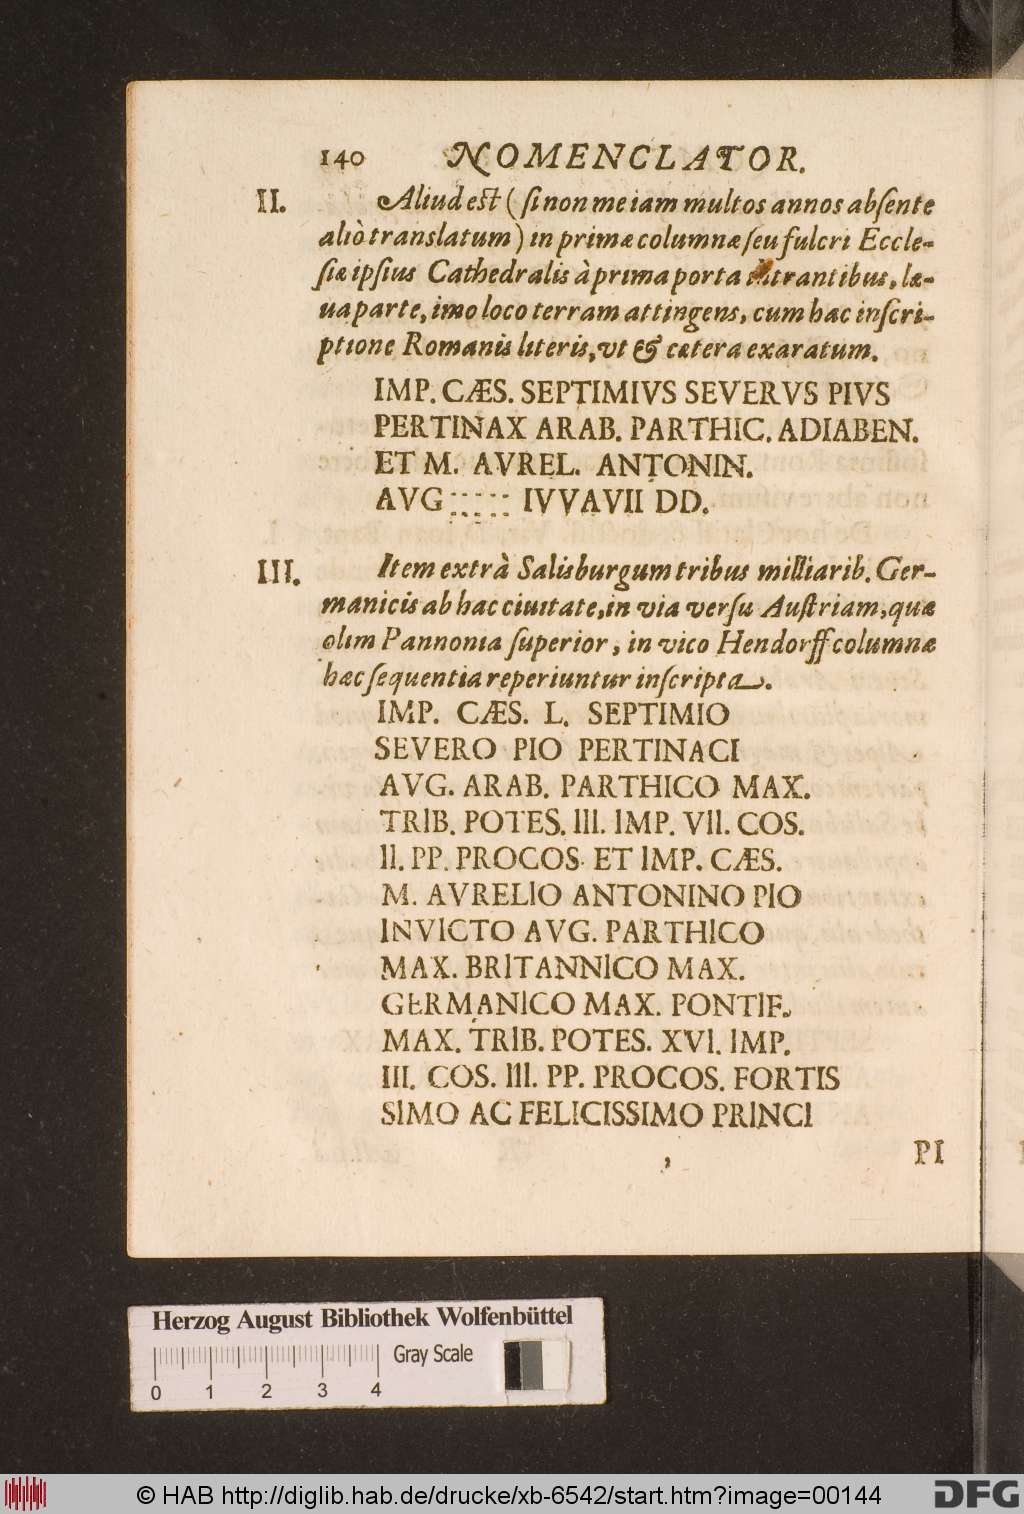 140 NOMENCLATOR.
II. Aliud est (si non me iam multos annos absente
aliò translatum) in primæ columnæ seu fulcri Eccle-
siæ ipsius Cathedralis à prima porta intrantibus, læ-
ua parte, imo loco terram attingens, cum hac inscri-
ptione Romanis literis, vt & cætera exaratum.
IMP. CÆS. SEPTIMIVS SEVERVS PIVS
PERTINAX ARAB. PARTHIC. ADIABEN.
ET M. AVREL. ANTONIN.
AVG :::::: IVVAVII DD.
III. Item extrà Salisburgum tribus milliarib. Ger-
manicis ab hac ciuitate, in via versu Austriam, quæ
olim Pannonia superior, in vico Hendorff columnæ
hæc sequentia reperiuntur inscripta.
IMP. CÆS. L. SEPTIMIO
SEVERO PIO PERTINACI
AVG. ARAB. PARTHICO MAX.
TRIB. POTES. III. IMP. VII. COS.
II. PP. PROCOS. ET IMP. CÆS.
M. AVRELIO ANTONINO PIO
INVICTO AVG. PARTHICO
MAX. BRITANNICO MAX.
GERMANICO MAX. PONTIF.
MAX. TRIB. POTES. XVI. IMP.
III. COS. III. PP. PROCOS. FORTIS
SIMO AC FELICISSIMO PRINCI
PI
Herzog August Bibliothek Wolfenbüttel
Gray Scale
0 1 2 3 4
© HAB http://diglib.hab.de/drucke/xb-6542/start.htm?image=00144
DFG